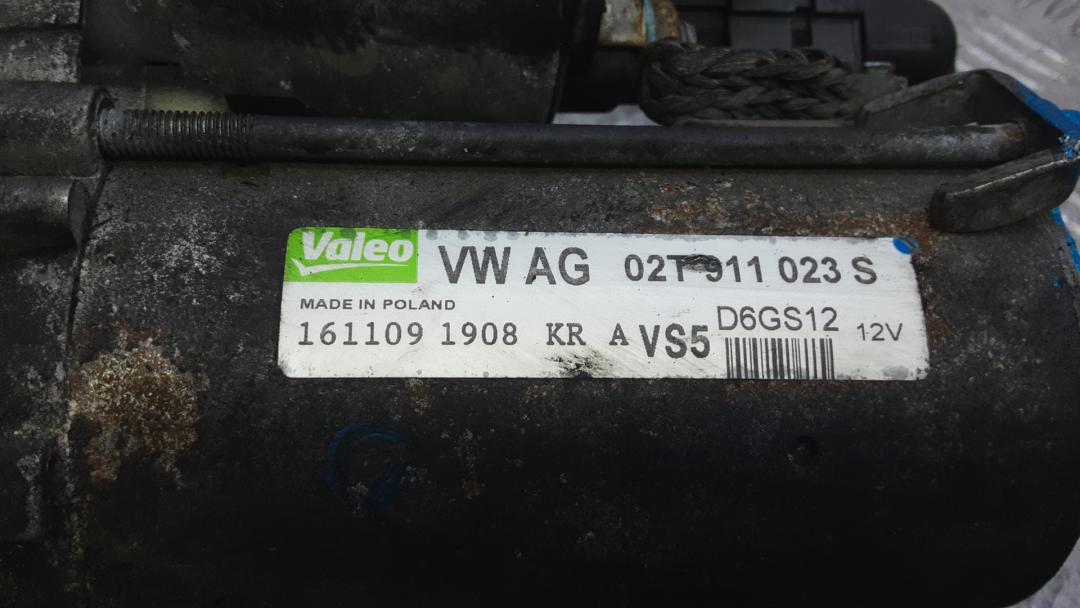 Valeo VW AG 02T 911 023 S
MADE IN POLAND
161109 1908 KR A VS5 D6GS12 12V